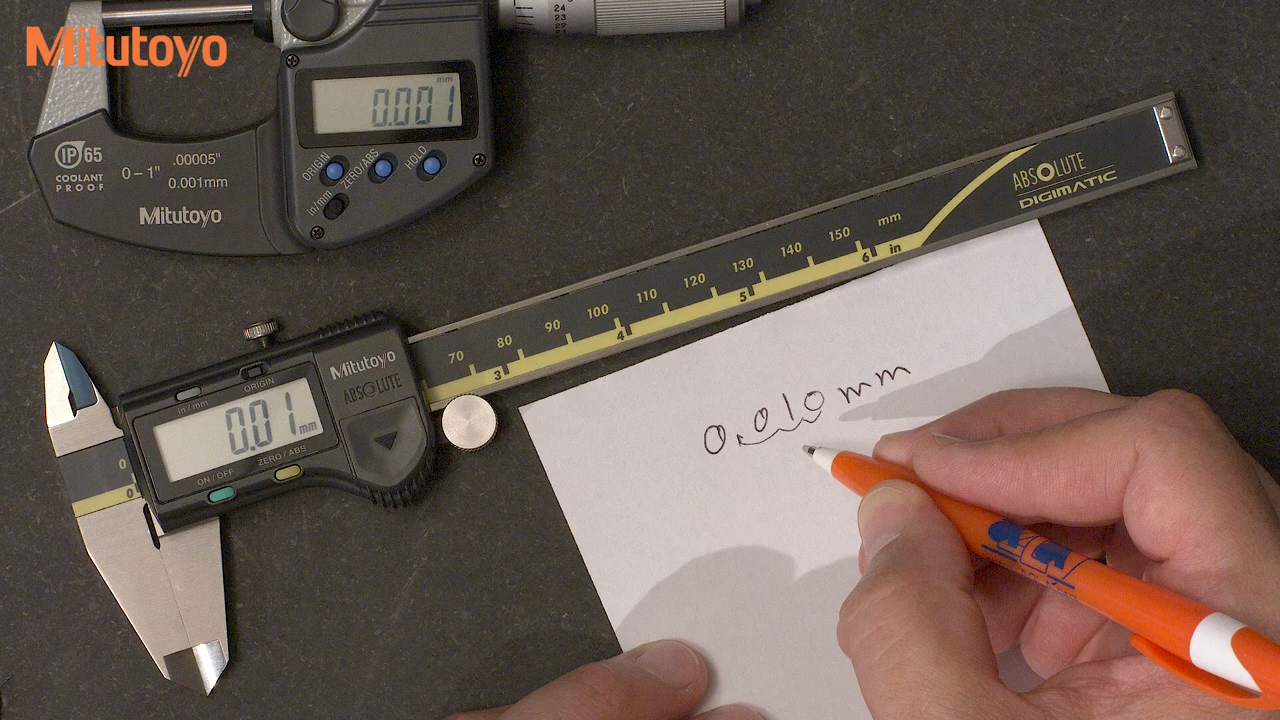 Mitutoyo
24
23
mm
0.001
ORIGIN
ZERO/ABS
HOLD
in/mm
IP65
COOLANT
PROOF
0-1" .00005"
0.001mm
Mitutoyo
ABSOLUTE
DIGIMATIC
70 80 90 100 110 120 130 140 150 mm
3 4 5 6 in
Mitutoyo
ABSOLUTE
in/mm ORIGIN
0.01 mm
ON/OFF ZERO/ABS
0
0
0.010mm